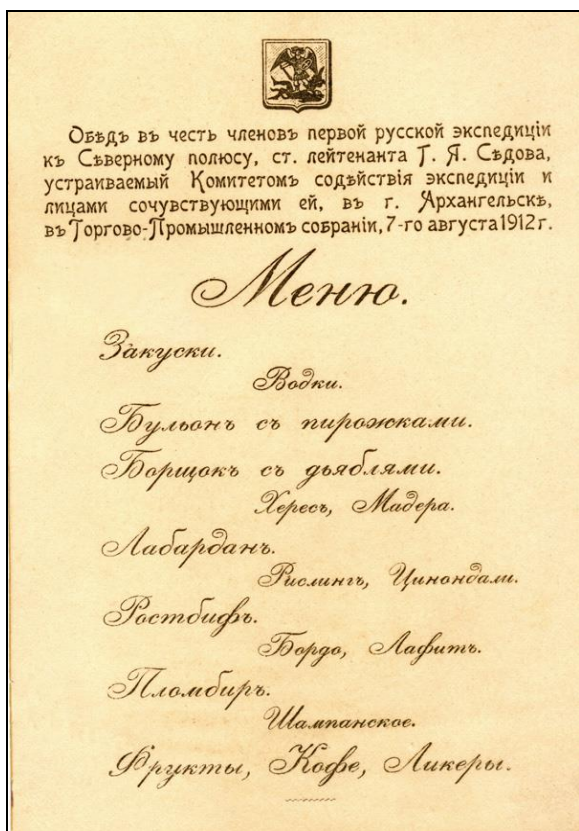 Обѣдъ въ честь членовъ первой русской экспедиціи
къ Сѣверному полюсу, ст. лейтенанта Г. Я. Сѣдова,
устраиваемый Комитетомъ содѣйствія экспедиціи и
лицами сочувствующими ей, въ г. Архангельскѣ,
въ Торгово-Промышленномъ собраніи, 7-го августа 1912 г.
Меню.
Закуски.
Водки.
Бульонъ съ пирожками.
Борщокъ съ дьяблями.
Хересъ, Мадера.
Лабарданъ.
Рислингъ, Цинондали.
Ростбифъ.
Бордо, Лафитъ.
Пломбиръ.
Шампанское.
Фрукты, Кофе, Ликеры.